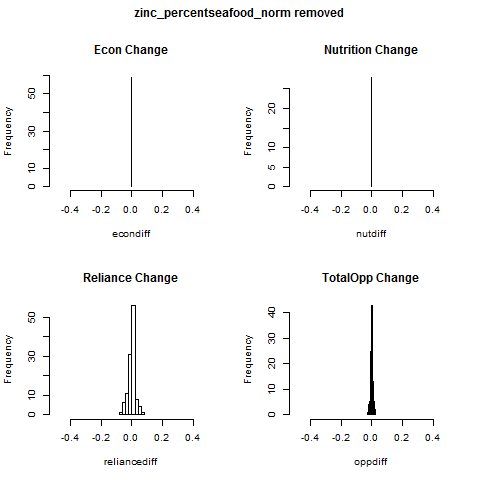 zinc_percentseafood_norm removed
Econ Change
Frequency
0 10 30 50
-0.4 -0.2 0.0 0.2 0.4
econdiff
Nutrition Change
Frequency
0 5 10 20
-0.4 -0.2 0.0 0.2 0.4
nutdiff
Reliance Change
Frequency
0 10 30 50
-0.4 -0.2 0.0 0.2 0.4
reliancediff
TotalOpp Change
Frequency
0 10 20 30 40
-0.4 -0.2 0.0 0.2 0.4
oppdiff